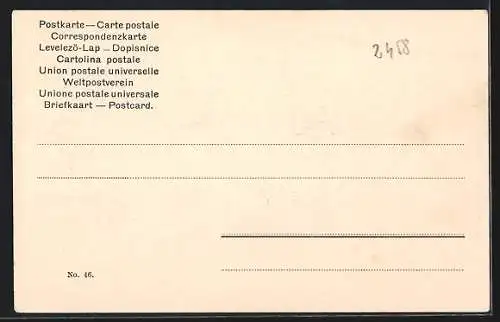 Postkarte — Carte postale
Correspondenzkarte
Levelező-Lap — Dopisnice
Cartolina postale
Union postale universelle
Weltpostverein
Unione postale universale
Briefkaart — Postcard.
2458
No. 46.